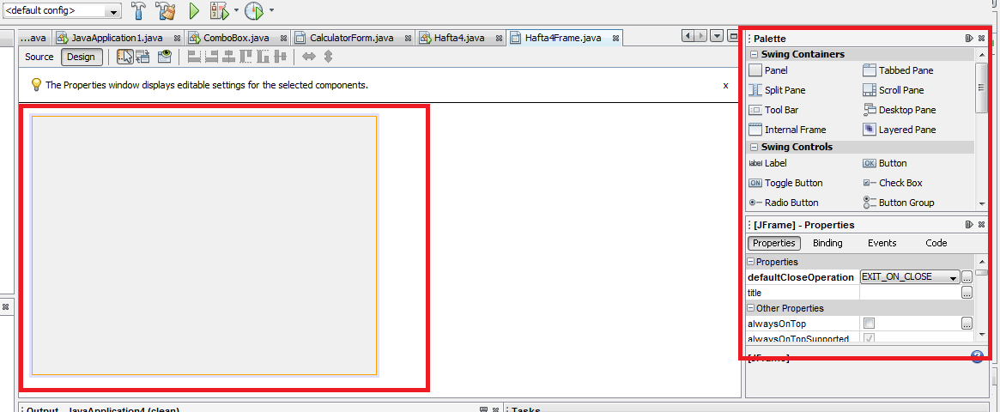 <default config>
...ava JavaApplication1.java ComboBox.java CalculatorForm.java Hafta4.java Hafta4Frame.java
Source Design
The Properties window displays editable settings for the selected components. x
Palette
Swing Containers
Panel Tabbed Pane
Split Pane Scroll Pane
Tool Bar Desktop Pane
Internal Frame Layered Pane
Swing Controls
label Label OK Button
ON Toggle Button Check Box
Radio Button Button Group
[JFrame] - Properties
Properties Binding Events Code
Properties
defaultCloseOperation EXIT_ON_CLOSE ...
title ...
Other Properties
alwaysOnTop ...
alwaysOnTopSupported
[JFrame]
Output - JavaApplication4 (clean) Tasks